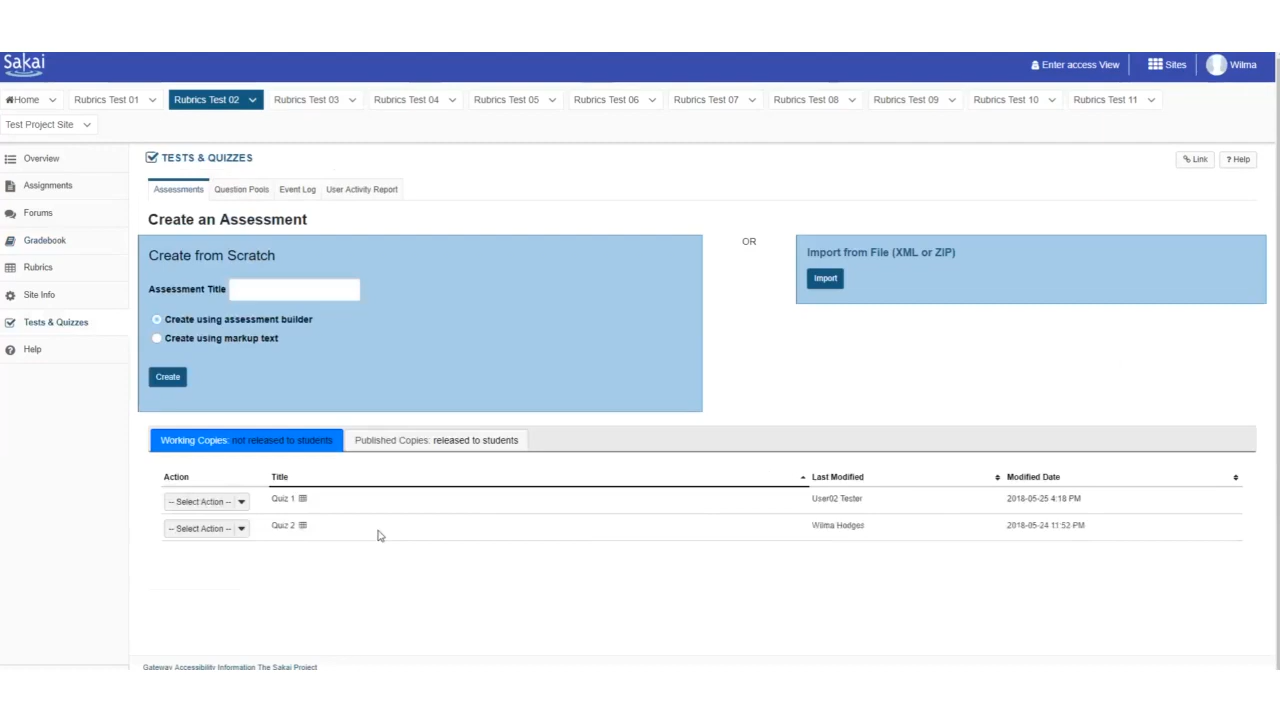 Sakai
Enter access View
Sites
Wilma
Home
Rubrics Test 01
Rubrics Test 02
Rubrics Test 03
Rubrics Test 04
Rubrics Test 05
Rubrics Test 06
Rubrics Test 07
Rubrics Test 08
Rubrics Test 09
Rubrics Test 10
Rubrics Test 11
Test Project Site
Overview
Assignments
Forums
Gradebook
Rubrics
Site Info
Tests & Quizzes
Help
TESTS & QUIZZES
Link
? Help
Assessments
Question Pools
Event Log
User Activity Report
Create an Assessment
Create from Scratch
Assessment Title
Create using assessment builder
Create using markup text
Create
OR
Import from File (XML or ZIP)
Import
Working Copies: not released to students
Published Copies: released to students
Action
Title
Last Modified
Modified Date
-- Select Action --
Quiz 1
User02 Tester
2018-05-25 4:18 PM
-- Select Action --
Quiz 2
Wilma Hodges
2018-05-24 11:52 PM
Gateway Accessibility Information The Sakai Project